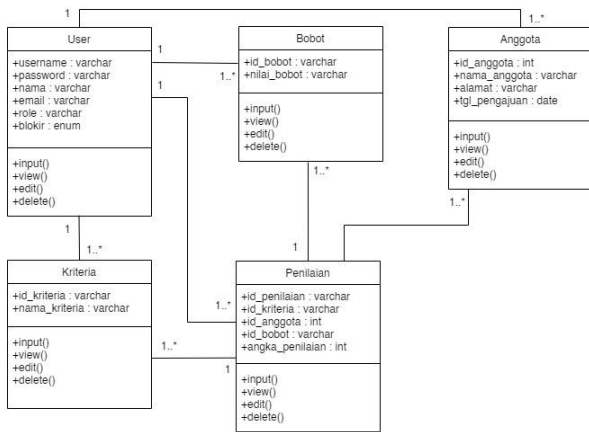 1
1..*
User
+username : varchar
+password : varchar
+nama : varchar
+email : varchar
+role : varchar
+blokir : enum
+input()
+view()
+edit()
+delete()
1
1..*
1
Bobot
+id_bobot : varchar
+nilai_bobot : varchar
+input()
+view()
+edit()
+delete()
Anggota
+id_anggota : int
+nama_anggota : varchar
+alamat : varchar
+tgl_pengajuan : date
+input()
+view()
+edit()
+delete()
1..*
1..*
1
1..*
1
1..*
Kriteria
+id_kriteria : varchar
+nama_kriteria : varchar
+input()
+view()
+edit()
+delete()
1..*
1
Penilaian
+id_penilaian : varchar
+id_kriteria : varchar
+id_anggota : int
+id_bobot : varchar
+angka_penilaian : int
+input()
+view()
+edit()
+delete()